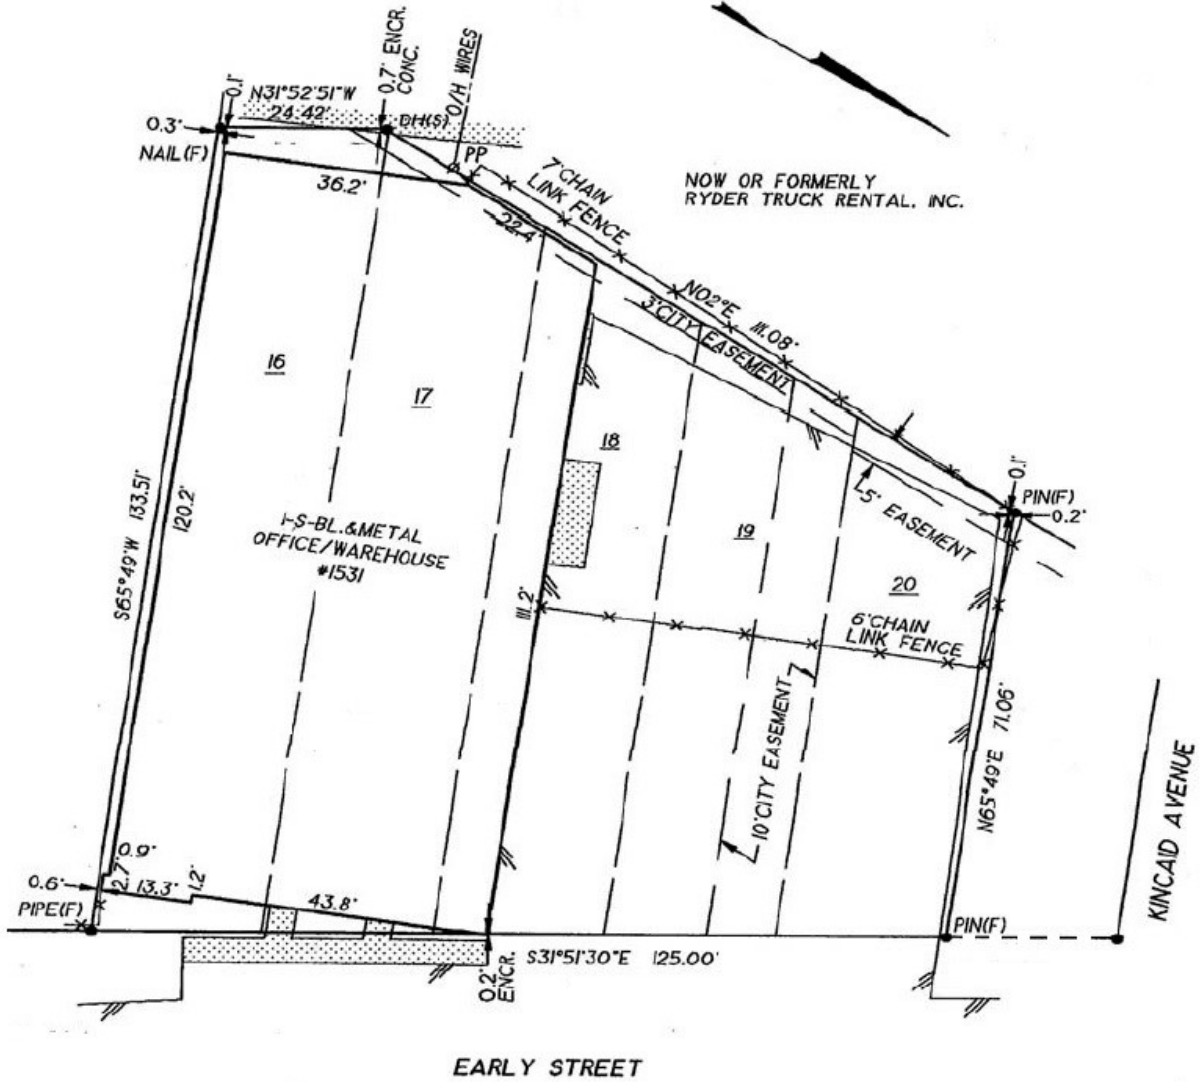 0.1'
N31°52'51"W
24.42'
0.7' ENCR.
CONC.
O/H WIRES
0.3'
NAIL(F)
DH(S)
PP
36.2'
7'CHAIN
LINK FENCE
NOW OR FORMERLY
RYDER TRUCK RENTAL, INC.
22.4'
N02°E 111.08'
3'CITY EASEMENT
16
17
18
19
20
1-S-BL.&METAL
OFFICE/WAREHOUSE
#1531
S65°49'W 133.51'
120.2'
111.2'
1.5' EASEMENT
0.1'
PIN(F)
0.2'
6'CHAIN
LINK FENCE
10'CITY EASEMENT
N65°49'E 71.06'
KINCAID AVENUE
0.9'
2.7'
0.6'
13.3'
1.2'
43.8'
PIPE(F)
PIN(F)
S31°51'30"E 125.00'
0.2'
ENCR.
EARLY STREET